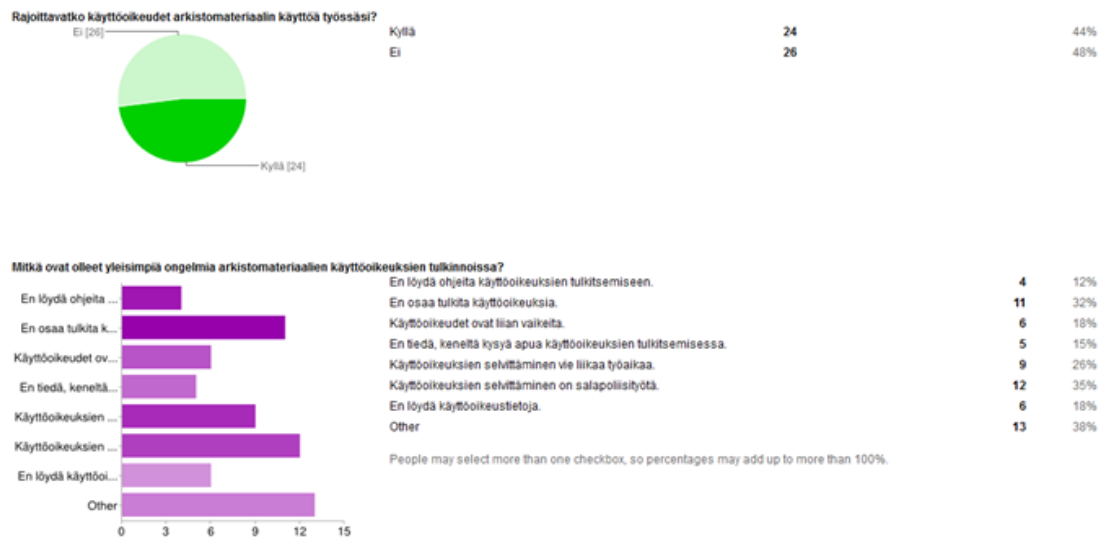 Rajoittavatko käyttöoikeudet arkistomateriaalin käyttöä työssäsi?
Ei [26]
Kyllä [24]
Kyllä 24 44%
Ei 26 48%
Mitkä ovat olleet yleisimpiä ongelmia arkistomateriaalien käyttöoikeuksien tulkinnoissa?
En löydä ohjeita ...
En osaa tulkita k...
Käyttöoikeudet ov...
En tiedä, keneltä...
Käyttöoikeuksien ...
Käyttöoikeuksien ...
En löydä käyttöoi...
Other
0 3 6 9 12 15
En löydä ohjeita käyttöoikeuksien tulkitsemiseen. 4 12%
En osaa tulkita käyttöoikeuksia. 11 32%
Käyttöoikeudet ovat liian vaikeita. 6 18%
En tiedä, keneltä kysyä apua käyttöoikeuksien tulkitsemisessa. 5 15%
Käyttöoikeuksien selvittäminen vie liikaa työaikaa. 9 26%
Käyttöoikeuksien selvittäminen on salapoliisityötä. 12 35%
En löydä käyttöoikeustietoja. 6 18%
Other 13 38%
People may select more than one checkbox, so percentages may add up to more than 100%.